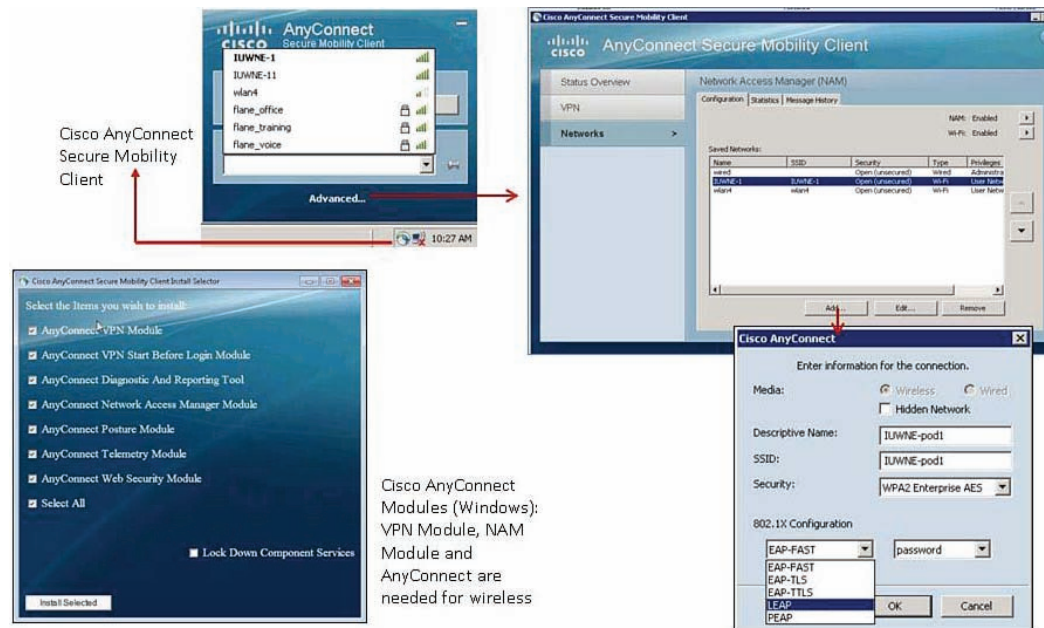 AnyConnect
CISCO Secure Mobility Client
IUWNE-1
IUWNE-11
wlan4
flane_office
flane_training
flane_voice
Advanced...
10:27 AM
Cisco AnyConnect
Secure Mobility
Client
Cisco AnyConnect Secure Mobility Client
CISCO AnyConnect Secure Mobility Client
Status Overview
VPN
Networks >
Network Access Manager (NAM)
Configuration Statistics Message History
NAM: Enabled
Wi-Fi: Enabled
Saved Networks:
Name SSID Security Type Privileges
wired Open (unsecured) Wired Administra
IUWNE-1 IUWNE-1 Open (unsecured) Wi-Fi User Netw
wlan4 wlan4 Open (unsecured) Wi-Fi User Netw
Add... Edit... Remove
Cisco AnyConnect Secure Mobility Client Install Selector
Select the Items you wish to install:
AnyConnect VPN Module
AnyConnect VPN Start Before Login Module
AnyConnect Diagnostic And Reporting Tool
AnyConnect Network Access Manager Module
AnyConnect Posture Module
AnyConnect Telemetry Module
AnyConnect Web Security Module
Select All
Lock Down Component Services
Install Selected
Cisco AnyConnect
Modules (Windows):
VPN Module, NAM
Module and
AnyConnect are
needed for wireless
Cisco AnyConnect
Enter information for the connection.
Media: Wireless Wired
Hidden Network
Descriptive Name: IUWNE-pod1
SSID: IUWNE-pod1
Security: WPA2 Enterprise AES
802.1X Configuration
EAP-FAST password
EAP-FAST
EAP-TLS
EAP-TTLS
LEAP
PEAP
OK Cancel